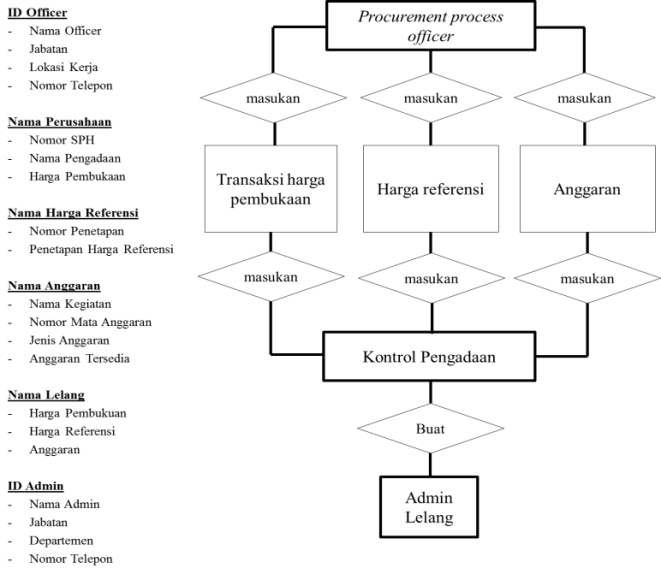 ID Officer
- Nama Officer
- Jabatan
- Lokasi Kerja
- Nomor Telepon
Nama Perusahaan
- Nomor SPH
- Nama Pengadaan
- Harga Pembukaan
Nama Harga Referensi
- Nomor Penetapan
- Penetapan Harga Referensi
Nama Anggaran
- Nama Kegiatan
- Nomor Mata Anggaran
- Jenis Anggaran
- Anggaran Tersedia
Nama Lelang
- Harga Pembukuan
- Harga Referensi
- Anggaran
ID Admin
- Nama Admin
- Jabatan
- Departemen
- Nomor Telepon
Procurement process
officer
masukan
masukan
masukan
Transaksi harga
pembukaan
Harga referensi
Anggaran
masukan
masukan
masukan
Kontrol Pengadaan
Buat
Admin
Lelang